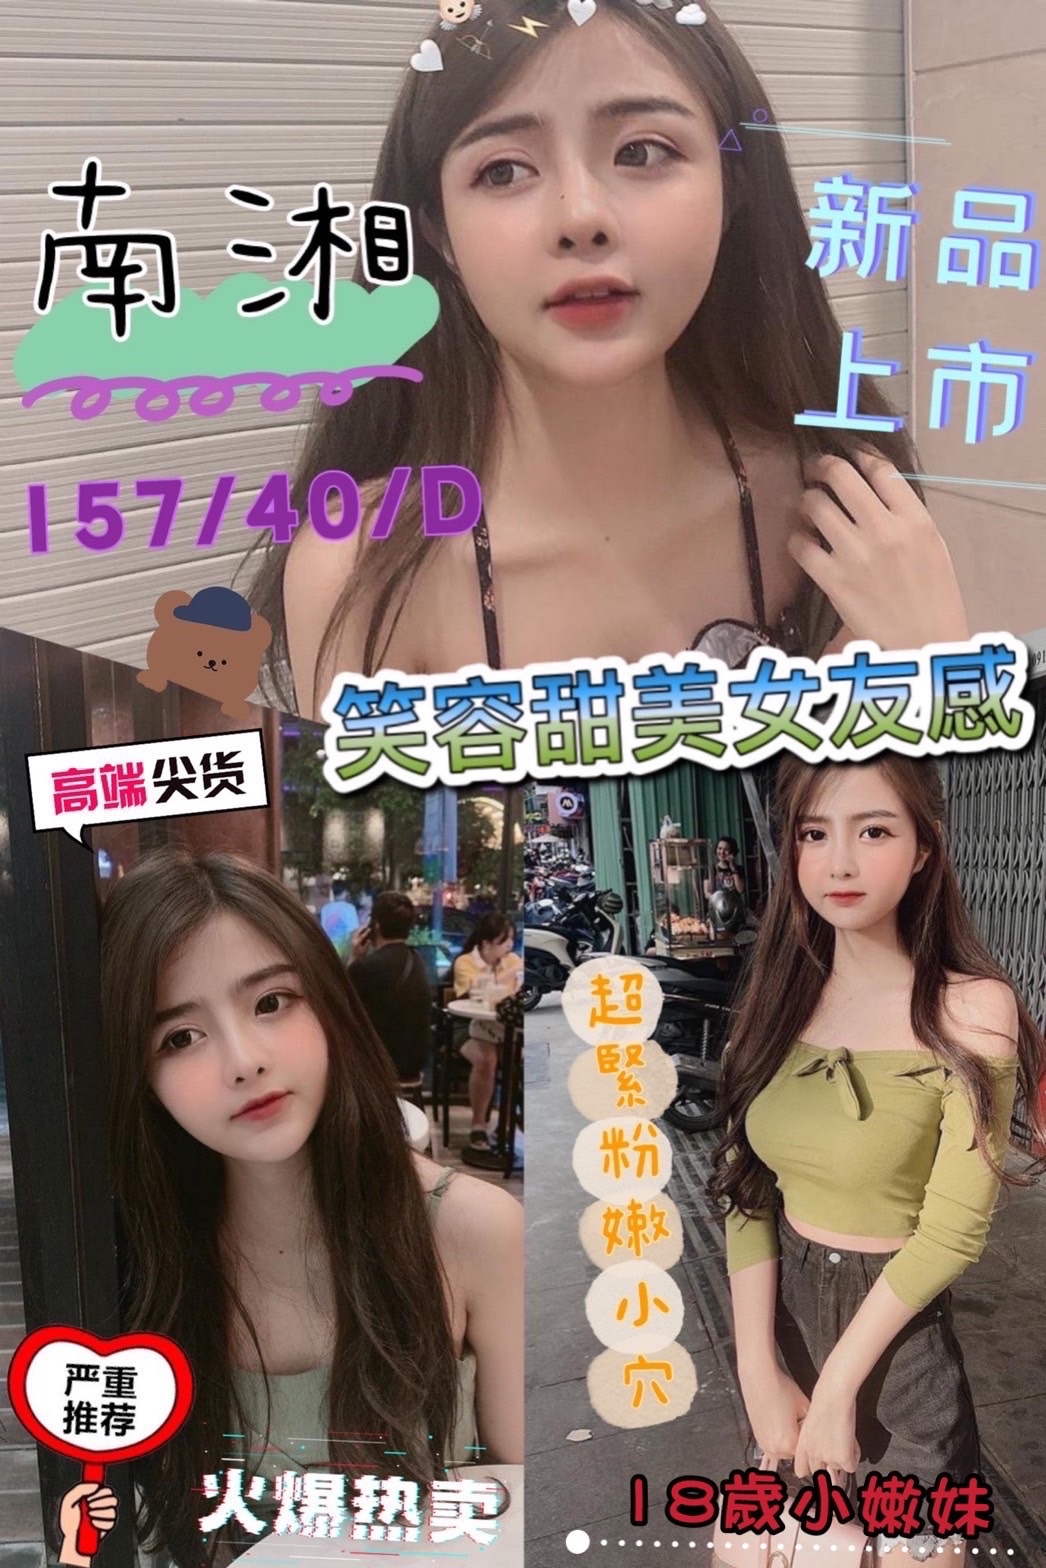 南湘
新品
上市
157/40/D
笑容甜美女友感
高端尖货
超緊粉嫩小穴
严重
推荐
火爆热卖
18歲小嫩妹